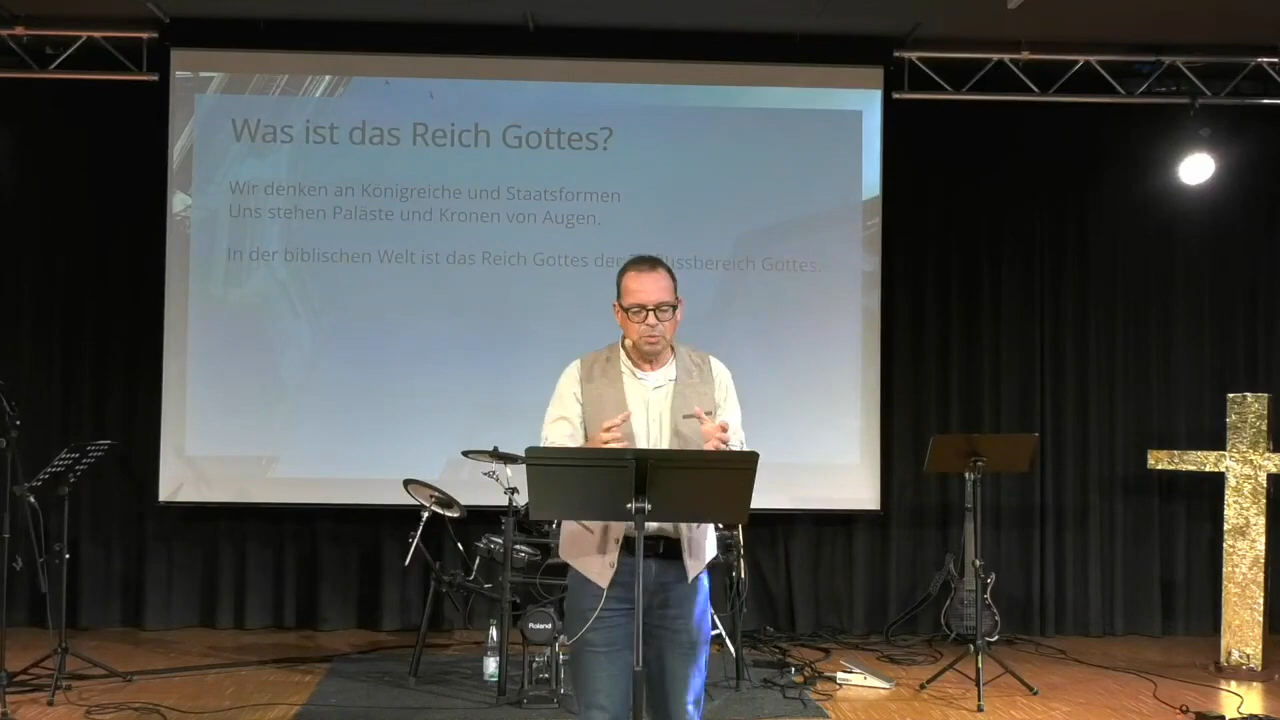 Was ist das Reich Gottes?
Wir denken an Königreiche und Staatsformen
Uns stehen Paläste und Kronen von Augen.
In der biblischen Welt ist das Reich Gottes der Gottes.
Roland